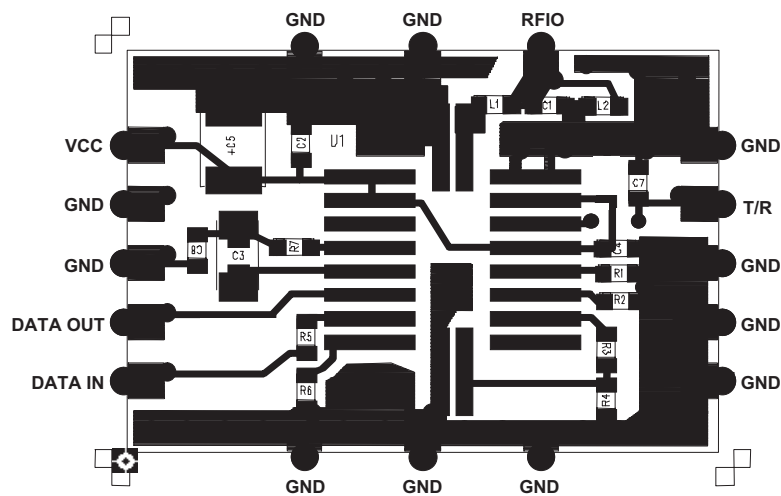 GND GND RFIO
L1 C1 L2
+C5 C2 U1
VCC GND
C7
GND T/R
C8 C3 R7 C4
GND GND
R1
R2
DATA OUT GND
R5 R3
DATA IN GND
R6 R4
GND GND GND